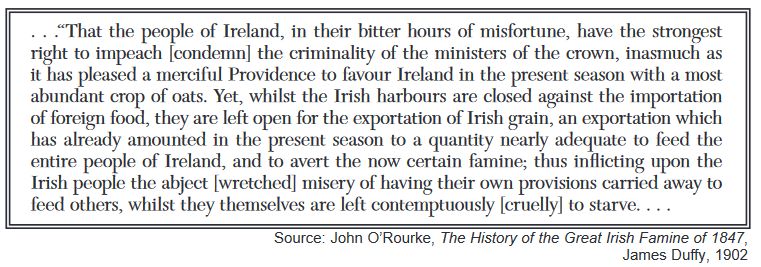 . . .“That the people of Ireland, in their bitter hours of misfortune, have the strongest
right to impeach [condemn] the criminality of the ministers of the crown, inasmuch as
it has pleased a merciful Providence to favour Ireland in the present season with a most
abundant crop of oats. Yet, whilst the Irish harbours are closed against the importation
of foreign food, they are left open for the exportation of Irish grain, an exportation which
has already amounted in the present season to a quantity nearly adequate to feed the
entire people of Ireland, and to avert the now certain famine; thus inflicting upon the
Irish people the abject [wretched] misery of having their own provisions carried away to
feed others, whilst they themselves are left contemptuously [cruelly] to starve. . . .
Source: John O’Rourke, The History of the Great Irish Famine of 1847,
James Duffy, 1902